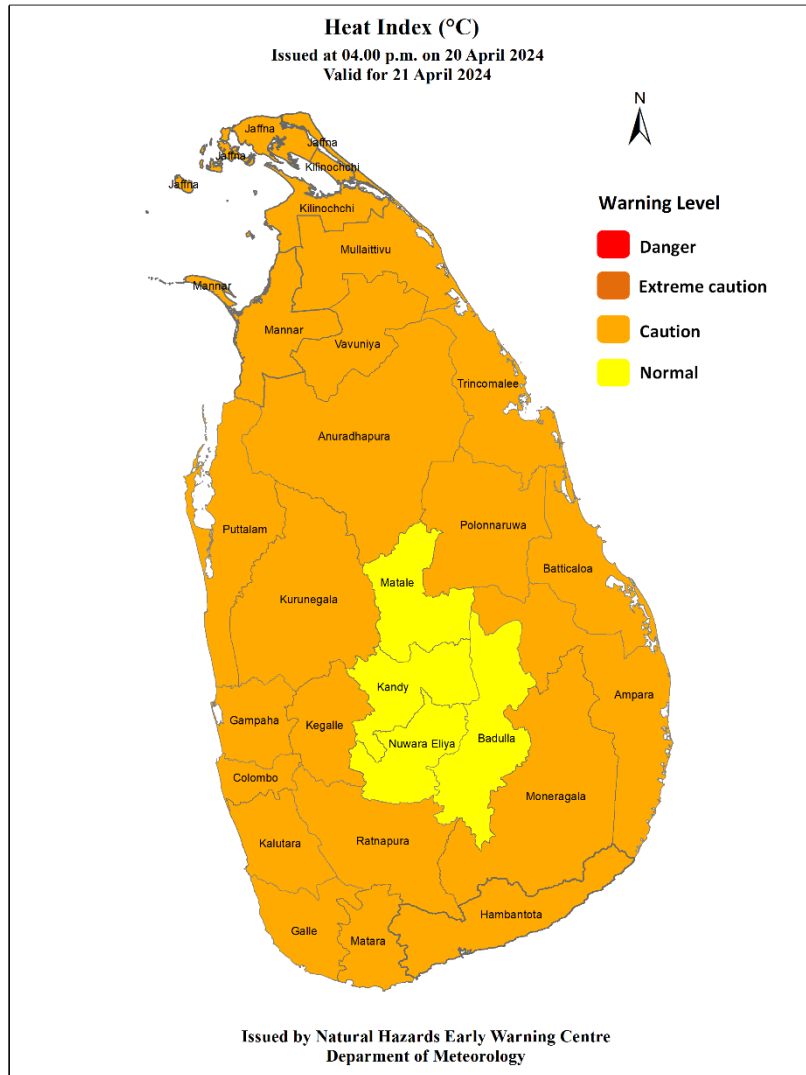 Heat Index (°C)
Issued at 04.00 p.m. on 20 April 2024
Valid for 21 April 2024
N
Warning Level
Danger
Extreme caution
Caution
Normal
Jaffna
Jaffna
Jaffna
Kilinochchi
Jaffna
Kilinochchi
Mullaittivu
Mannar
Mannar
Vavuniya
Trincomalee
Anuradhapura
Puttalam
Polonnaruwa
Batticaloa
Matale
Kurunegala
Kandy
Ampara
Gampaha
Kegalle
Nuwara Eliya
Badulla
Colombo
Moneragala
Kalutara
Ratnapura
Hambantota
Galle
Matara
Issued by Natural Hazards Early Warning Centre
Deparment of Meteorology